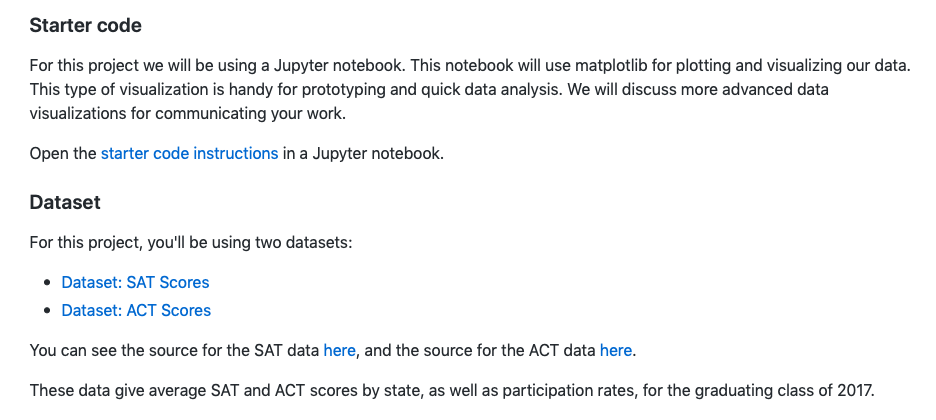 Starter code
For this project we will be using a Jupyter notebook. This notebook will use matplotlib for plotting and visualizing our data.
This type of visualization is handy for prototyping and quick data analysis. We will discuss more advanced data
visualizations for communicating your work.
Open the starter code instructions in a Jupyter notebook.
Dataset
For this project, you'll be using two datasets:
• Dataset: SAT Scores
• Dataset: ACT Scores
You can see the source for the SAT data here, and the source for the ACT data here.
These data give average SAT and ACT scores by state, as well as participation rates, for the graduating class of 2017.